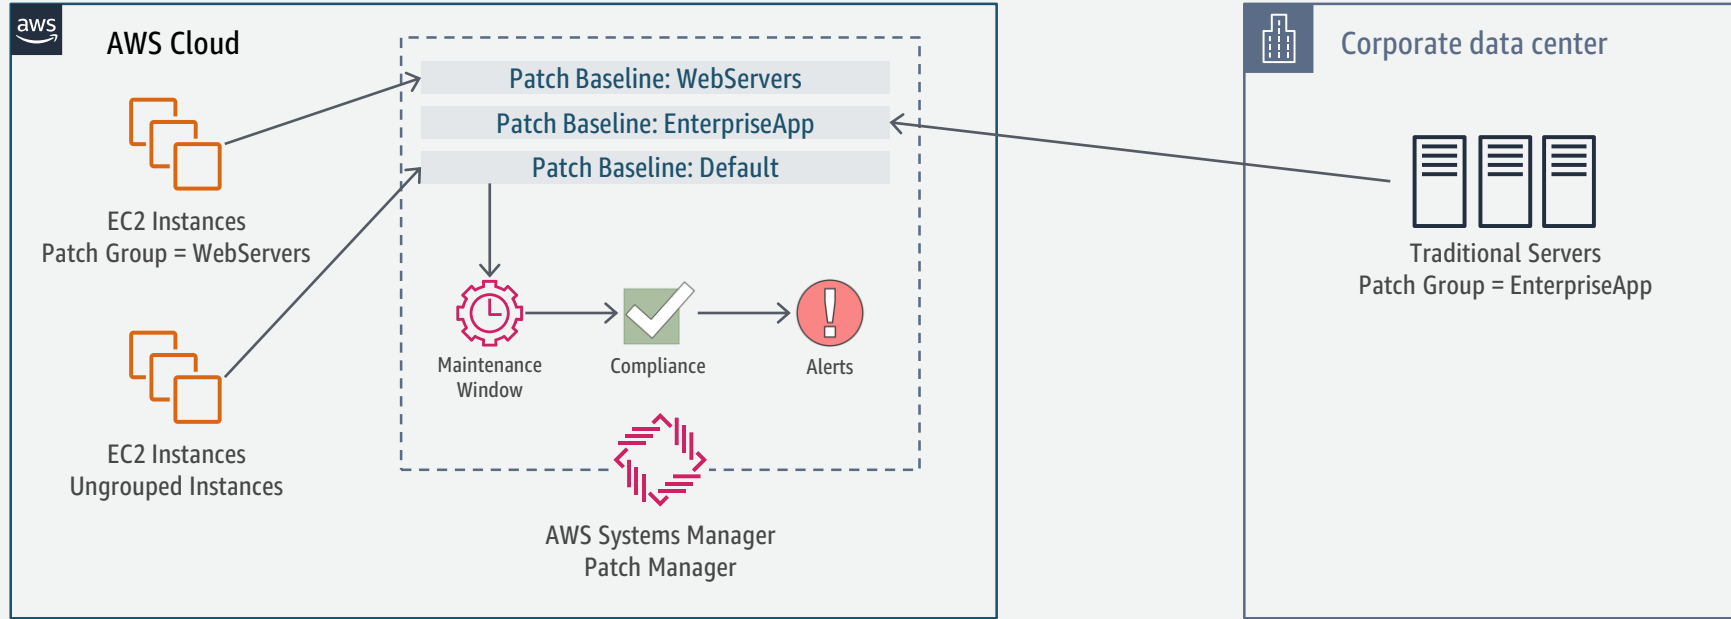 aws
AWS Cloud
Patch Baseline: WebServers
Patch Baseline: EnterpriseApp
Patch Baseline: Default
EC2 Instances
Patch Group = WebServers
EC2 Instances
Ungrouped Instances
Maintenance
Window
Compliance
Alerts
AWS Systems Manager
Patch Manager
Corporate data center
Traditional Servers
Patch Group = EnterpriseApp